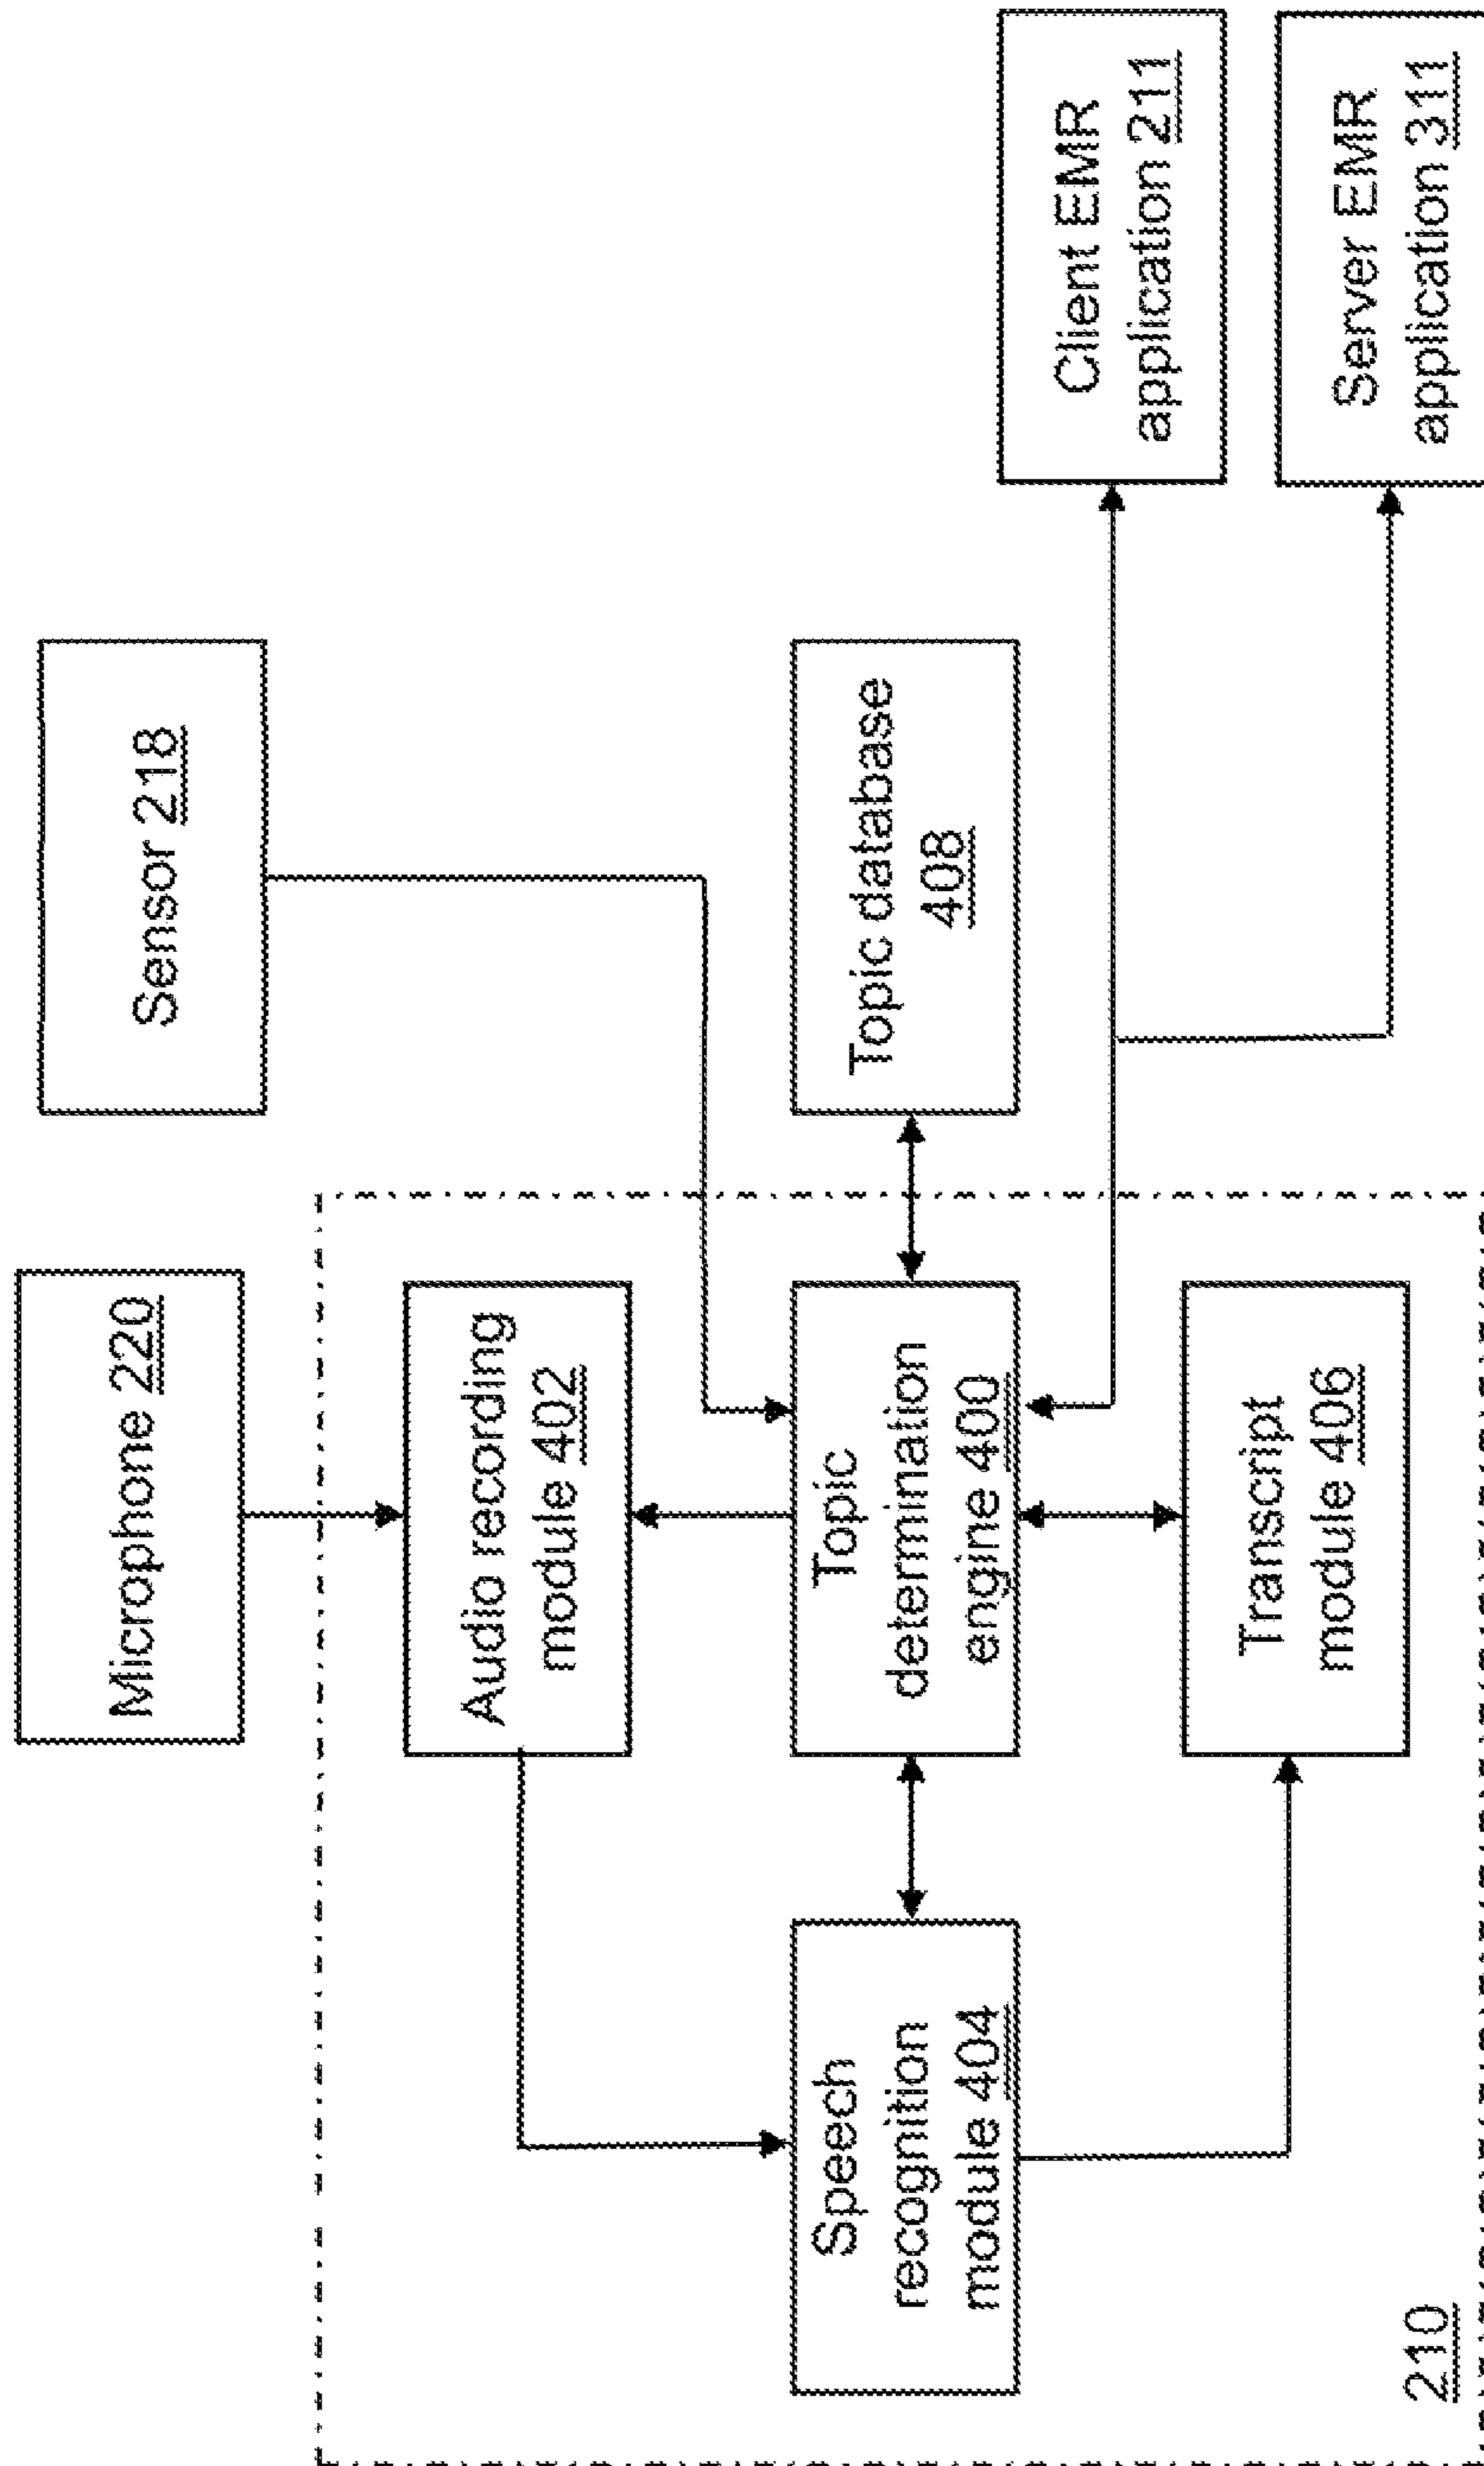 Microphone 220
Sensor 218
Audio recording
module 402
Speech
recognition
module 404
Topic
determination
engine 400
Topic database
408
Transcript
module 406
Client EMR
application 211
Server EMR
application 311
210